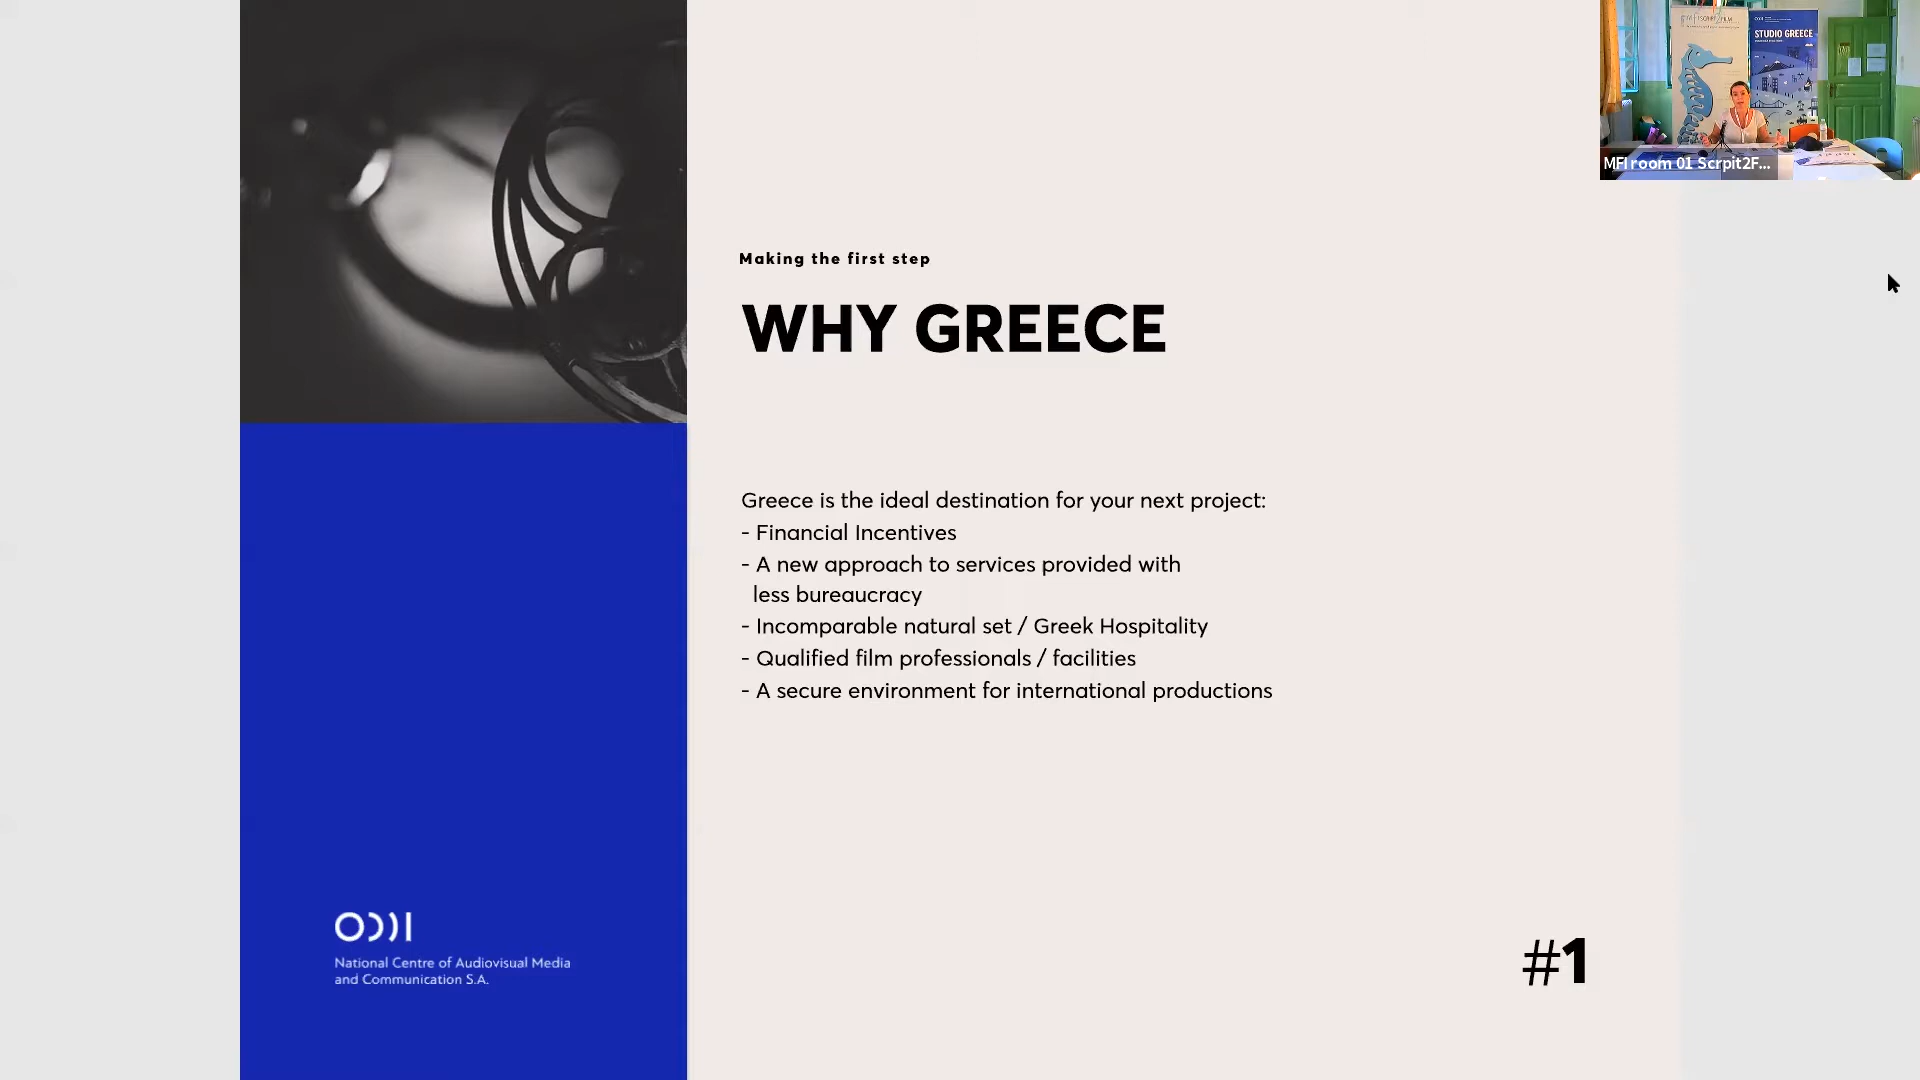 Making the first step
WHY GREECE
Greece is the ideal destination for your next project:
- Financial Incentives
- A new approach to services provided with
less bureaucracy
- Incomparable natural set / Greek Hospitality
- Qualified film professionals / facilities
- A secure environment for international productions
National Centre of Audiovisual Media
and Communication S.A.
#1
STUDIO GREECE
MFI room 01 Scrpit2F...